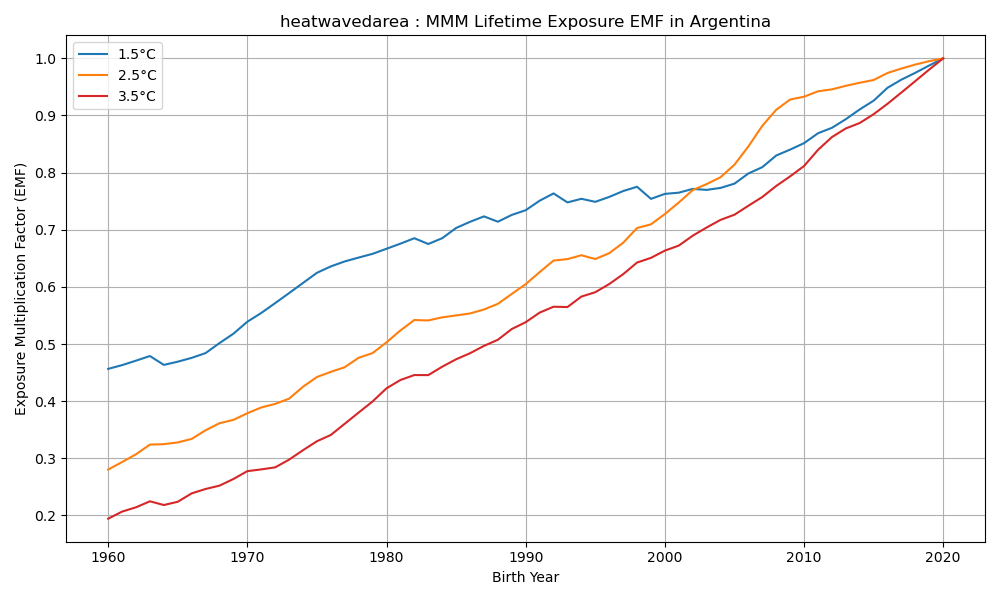 heatwavedarea : MMM Lifetime Exposure EMF in Argentina
1.5°C
2.5°C
3.5°C
Exposure Multiplication Factor (EMF)
1.0
0.9
0.8
0.7
0.6
0.5
0.4
0.3
0.2
1960 1970 1980 1990 2000 2010 2020
Birth Year